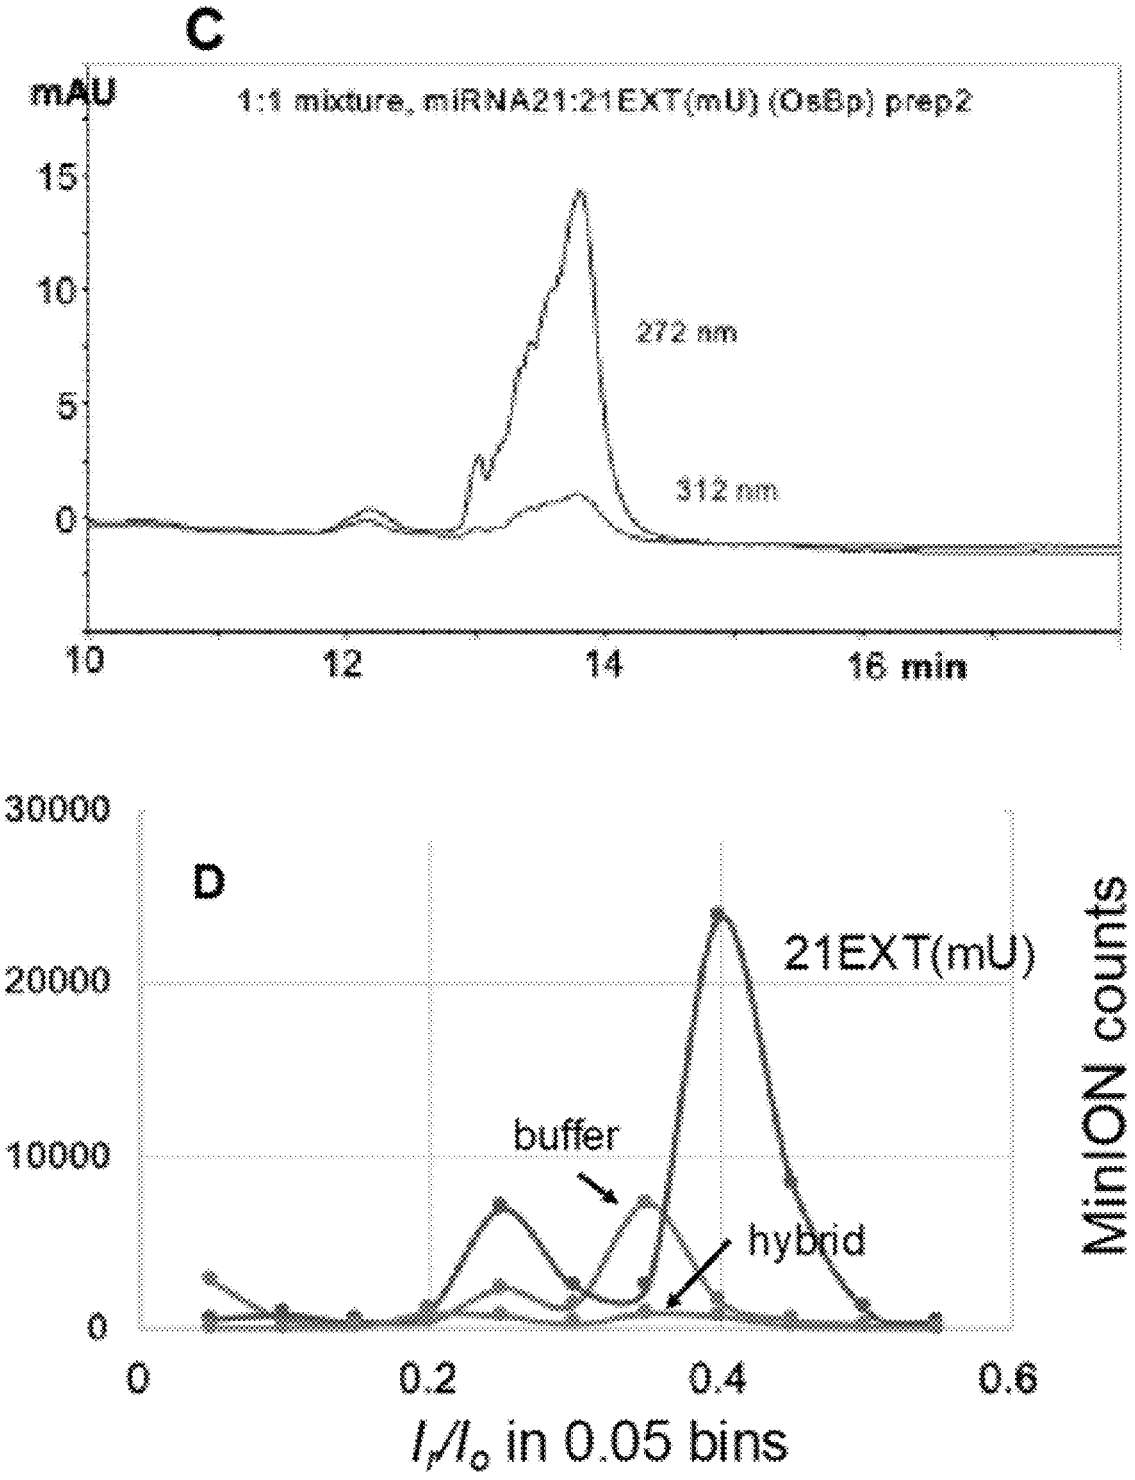 C
mAU
1:1 mixture, miRNA21:21EXT(mU) (OsBp) prep2
15
10
272 nm
5
312 nm
0
10 12 14 16 min
30000
D
21EXT(mU)
20000
MinION counts
buffer
10000
hybrid
0
0 0.2 0.4 0.6
Ir/Io in 0.05 bins